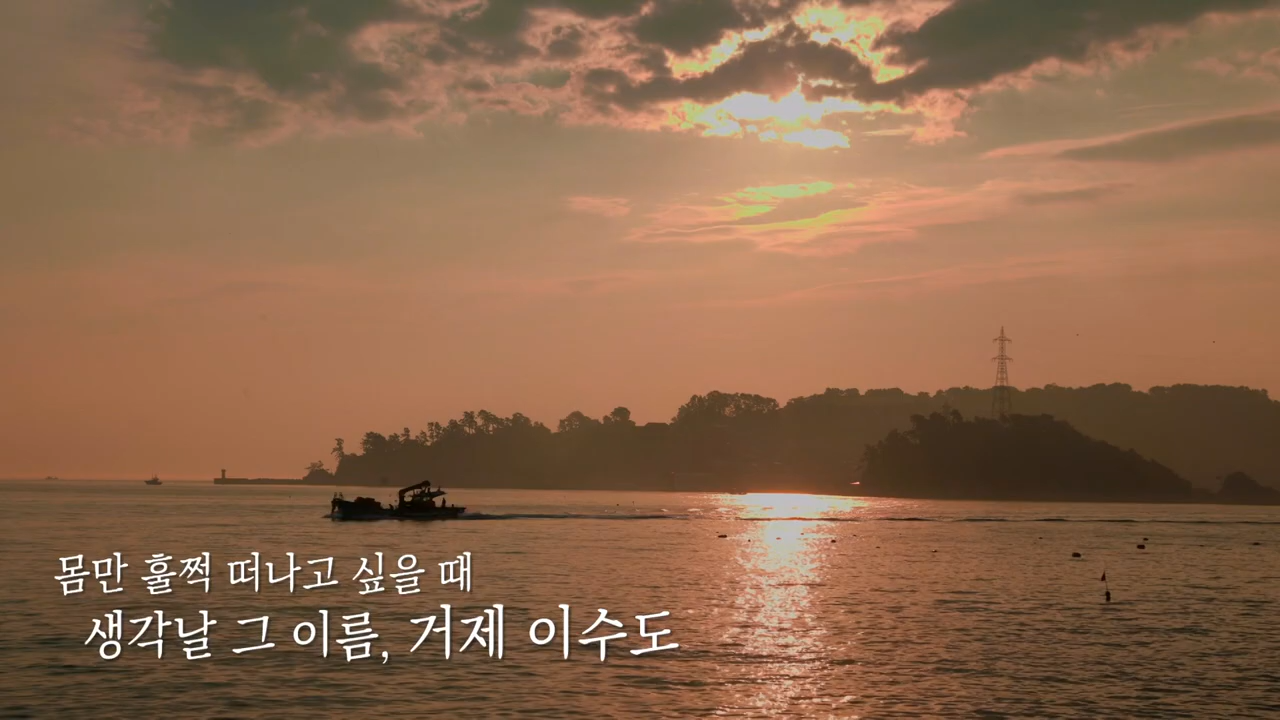 몸만 훌쩍 떠나고 싶을 때
생각날 그 이름, 거제 이수도